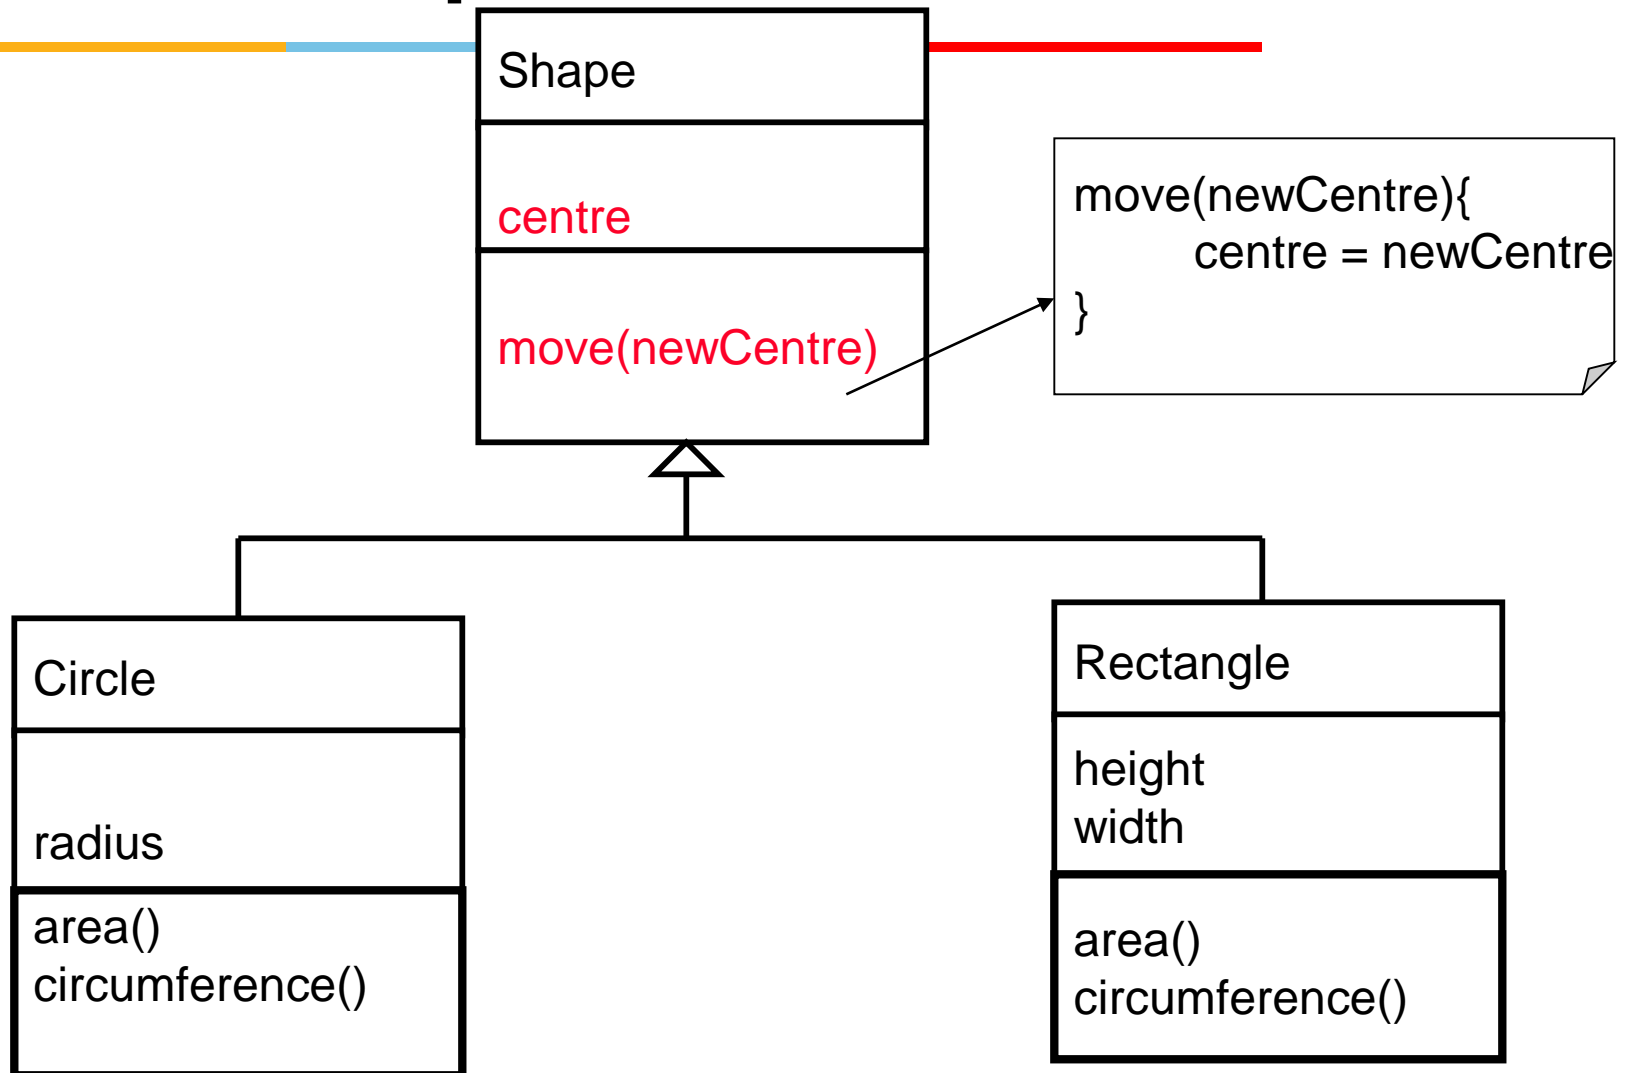 Shape
centre
move(newCentre)
move(newCentre){
centre = newCentre
}
Circle
radius
area()
circumference()
Rectangle
height
width
area()
circumference()